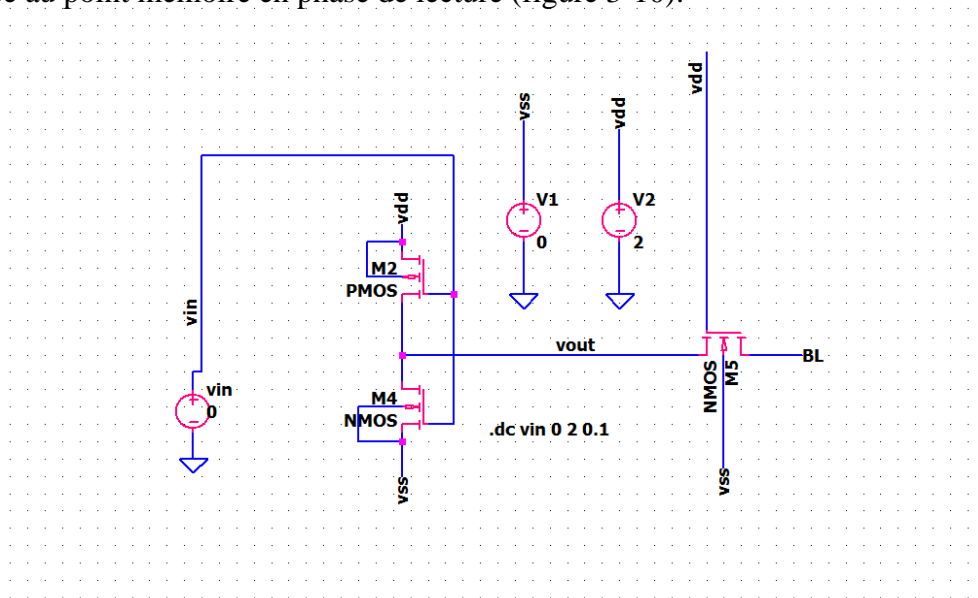 au point mémoire en phase de lecture (figure 3-10).
vdd
vss
vdd
V1
0
V2
2
vdd
M2
PMOS
vin
vout
BL
NMOS
M5
vin
0
M4
NMOS
.dc vin 0 2 0.1
vss
vss